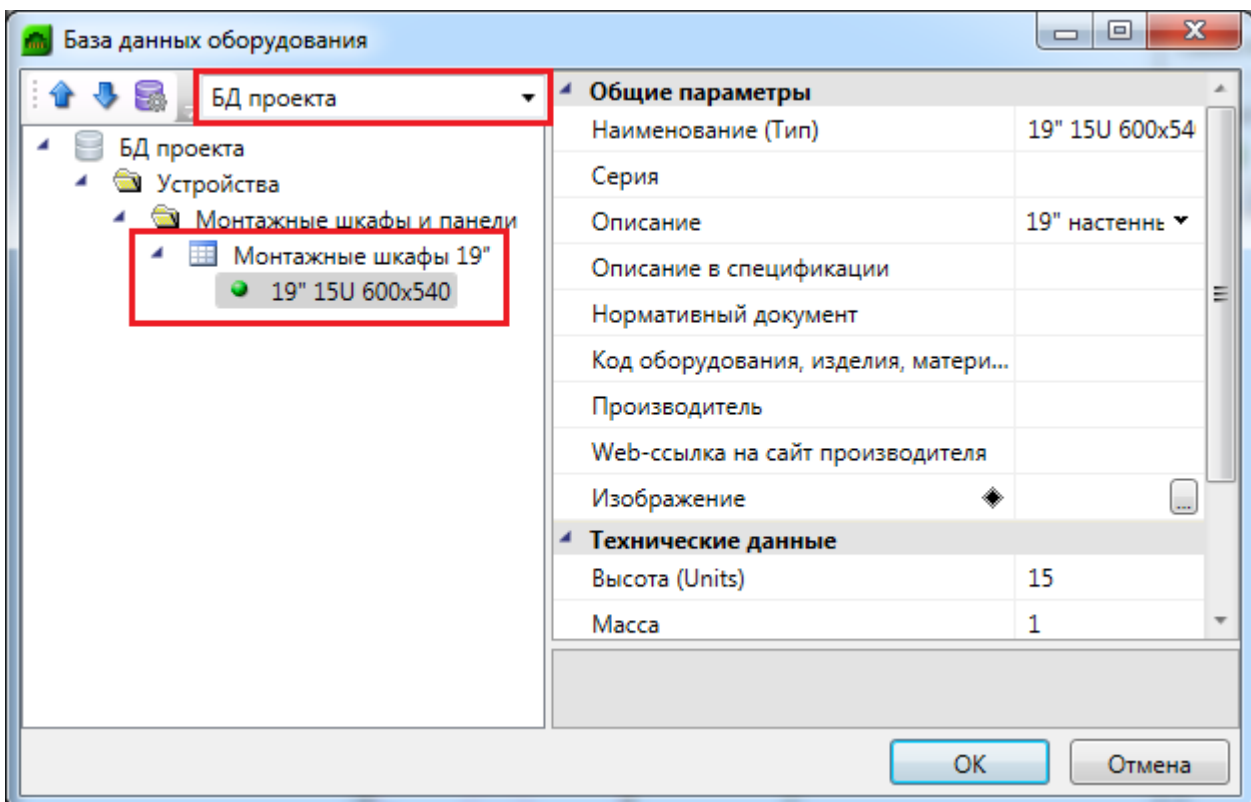 База данных оборудования
БД проекта
БД проекта
Устройства
Монтажные шкафы и панели
Монтажные шкафы 19"
19" 15U 600x540
Общие параметры
Наименование (Тип) 19" 15U 600x54
Серия
Описание 19" настенны
Описание в спецификации
Нормативный документ
Код оборудования, изделия, матери...
Производитель
Web-ссылка на сайт производителя
Изображение ...
Технические данные
Высота (Units) 15
Масса 1
OK Отмена